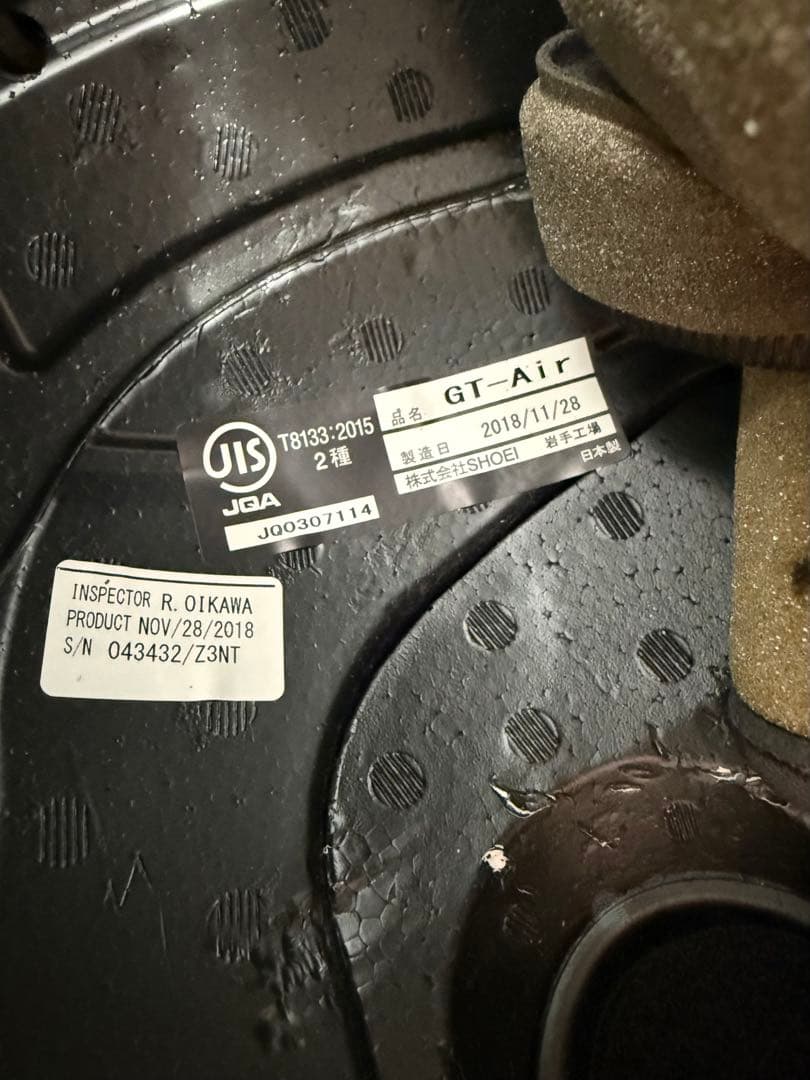 JIS
JQA
T8133:2015
2種
JQ0307114
品名 GT-Air
製造日 2018/11/28
株式会社SHOEI 岩手工場
日本製
INSPECTOR R. OIKAWA
PRODUCT NOV/28/2018
S/N 043432/Z3NT